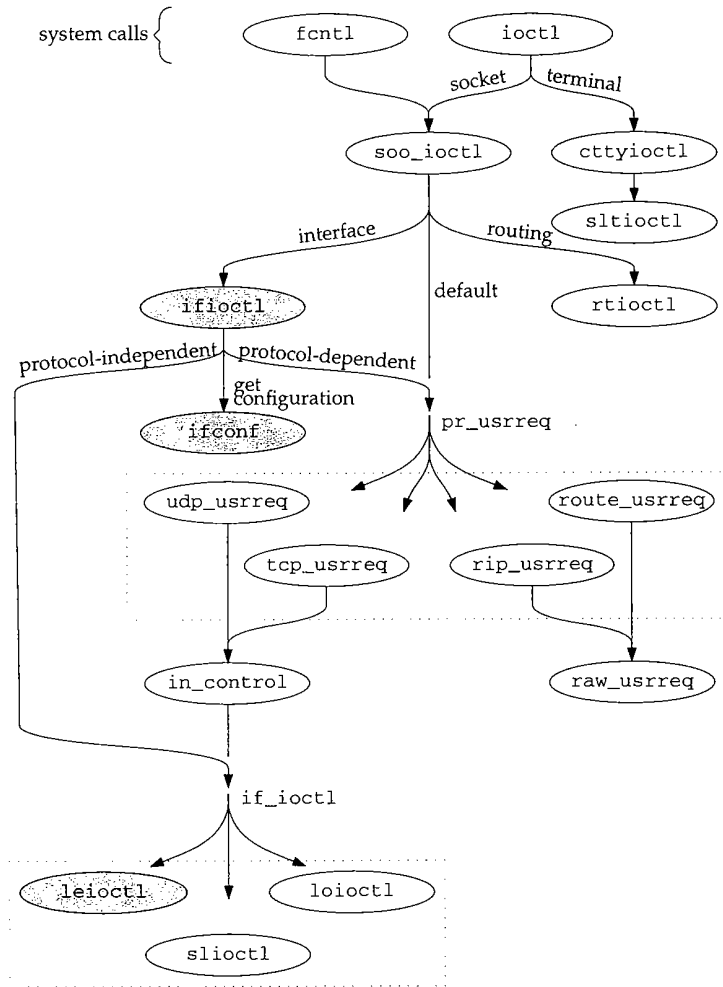 system calls
fcntl
ioctl
socket
terminal
soo_ioctl
cttyioctl
sltioctl
interface
routing
ifioctl
default
rtioctl
protocol-independent
protocol-dependent
get
configuration
ifconf
pr_usrreq
udp_usrreq
route_usrreq
tcp_usrreq
rip_usrreq
in_control
raw_usrreq
if_ioctl
leioctl
loioctl
slioctl